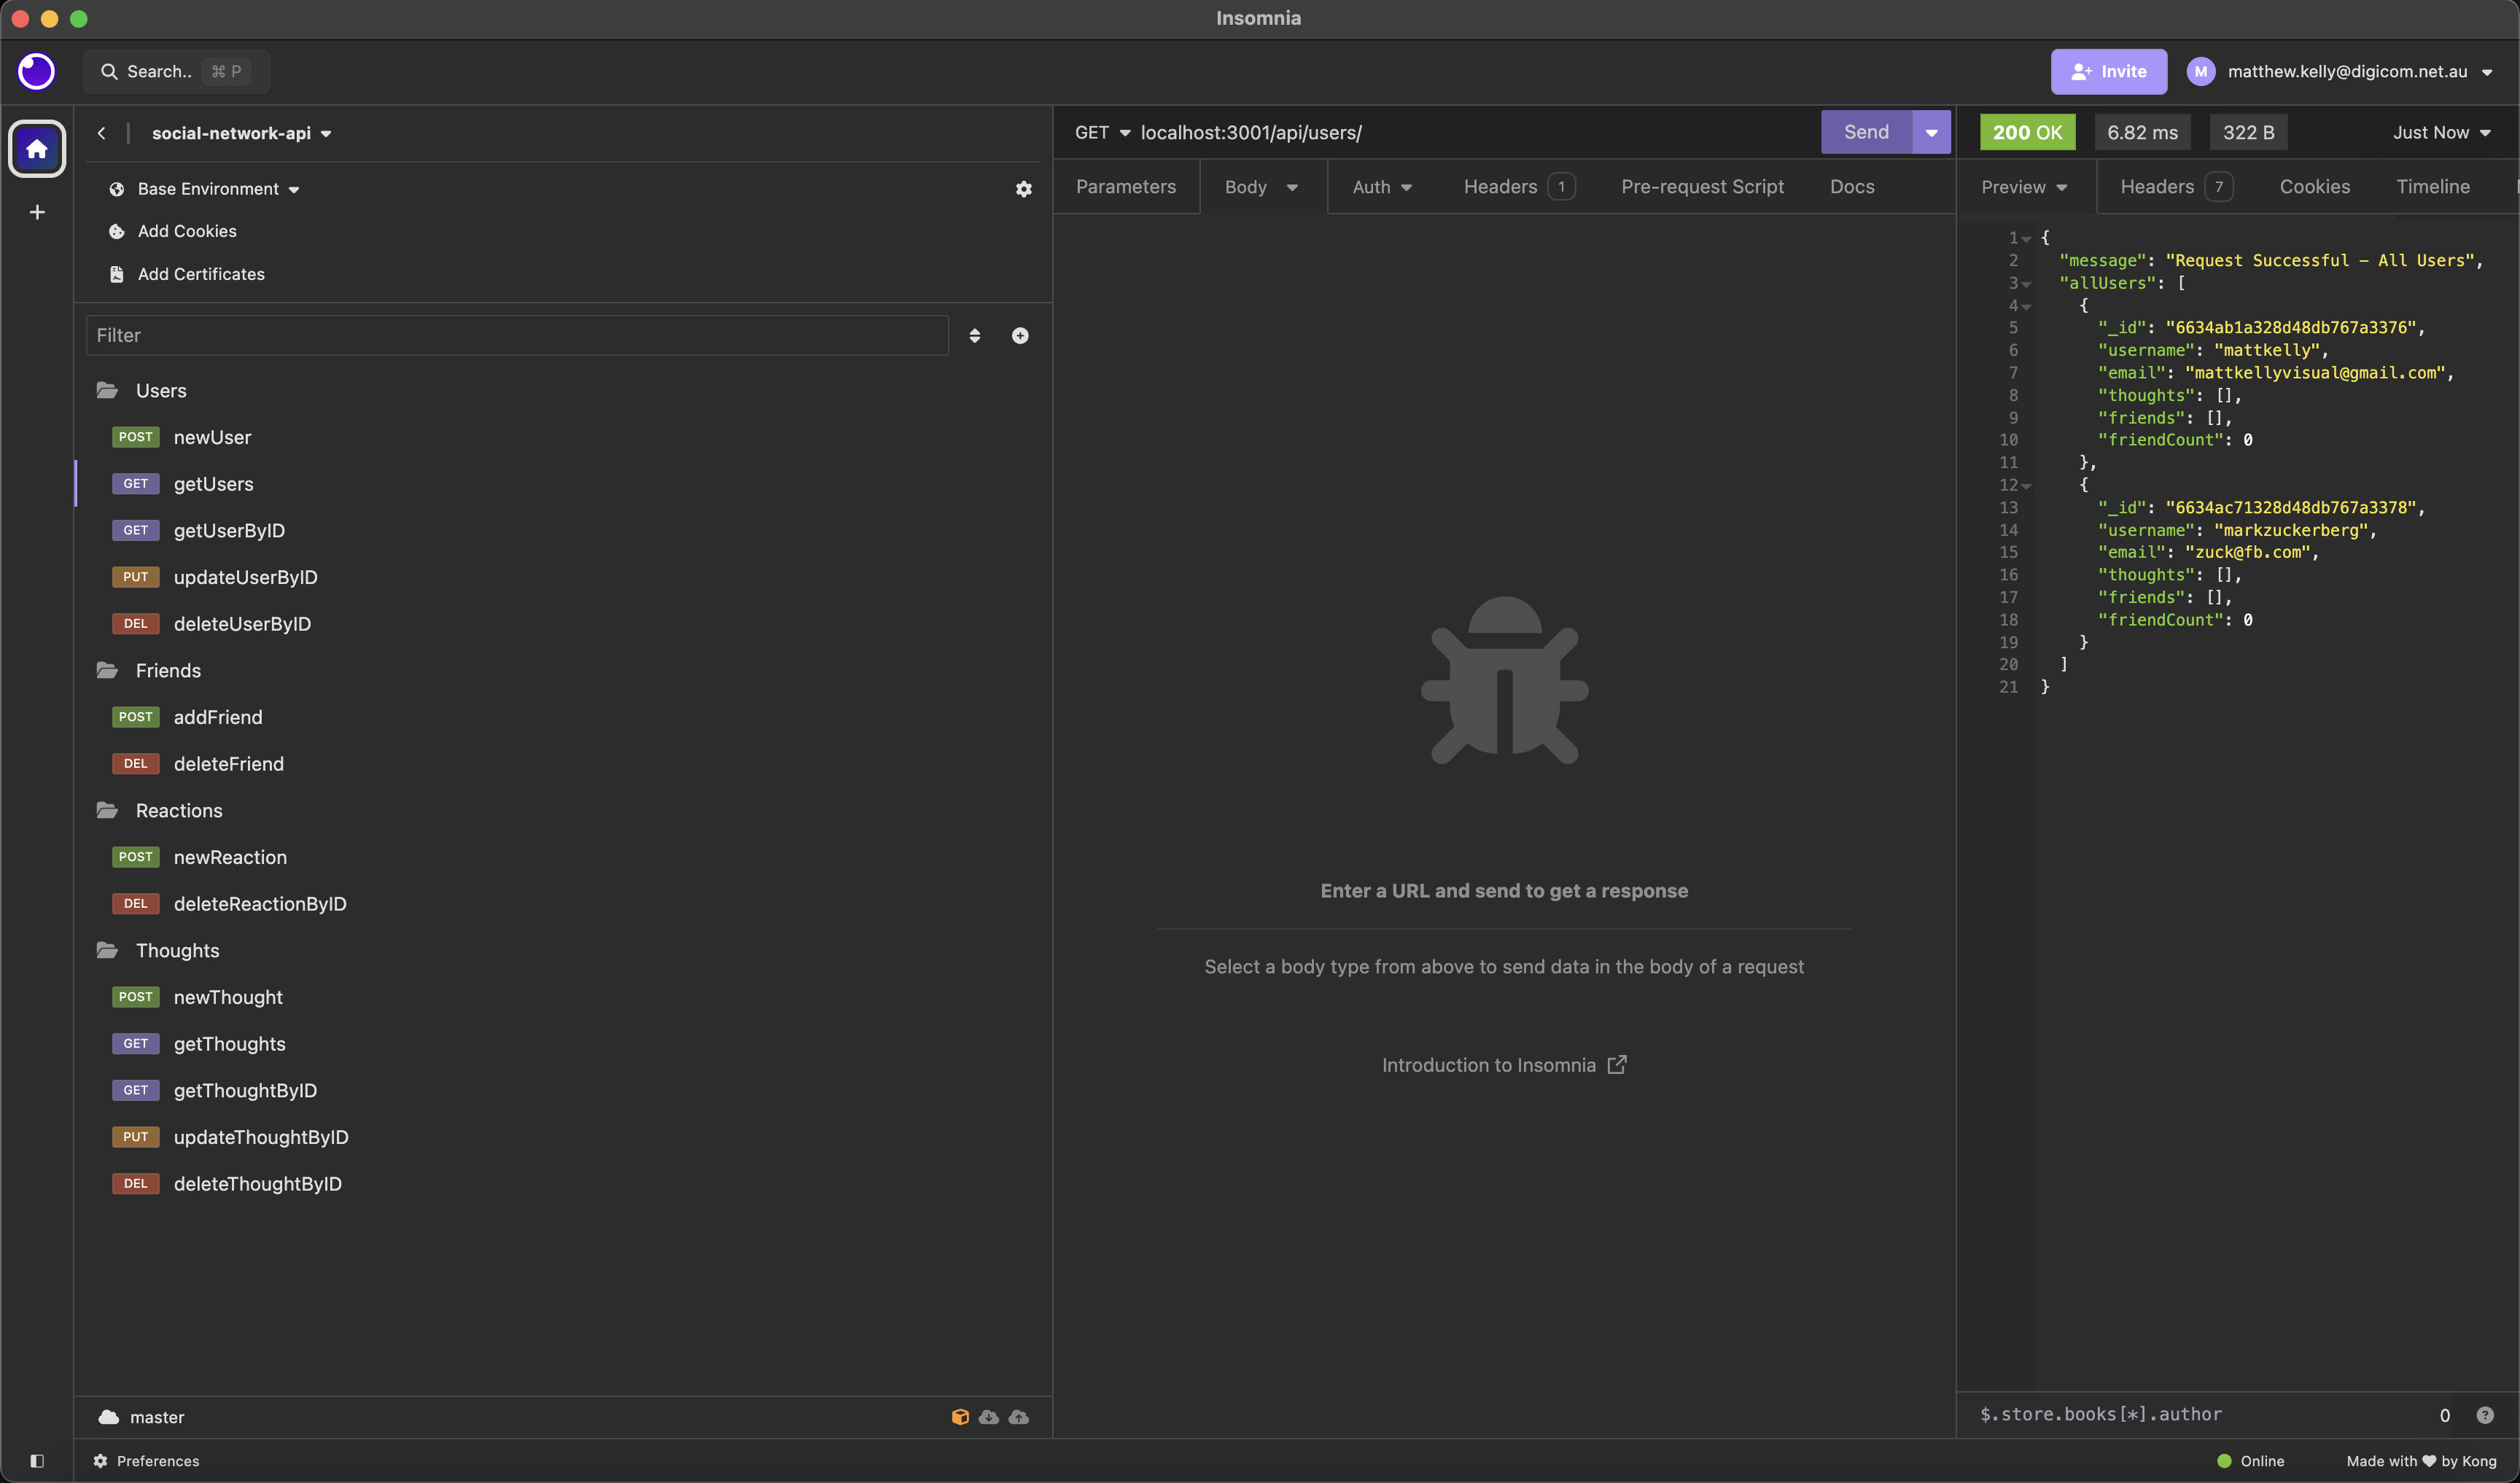 Insomnia
Search.. ⌘ P
Invite
M
matthew.kelly@digicom.net.au
social-network-api
Base Environment
Add Cookies
Add Certificates
Filter
Users
POST newUser
GET getUsers
GET getUserByID
PUT updateUserByID
DEL deleteUserByID
Friends
POST addFriend
DEL deleteFriend
Reactions
POST newReaction
DEL deleteReactionByID
Thoughts
POST newThought
GET getThoughts
GET getThoughtByID
PUT updateThoughtByID
DEL deleteThoughtByID
master
Preferences
GET localhost:3001/api/users/ Send
Parameters Body Auth Headers 1 Pre-request Script Docs
Enter a URL and send to get a response
Select a body type from above to send data in the body of a request
Introduction to Insomnia
200 OK 6.82 ms 322 B Just Now
Preview Headers 7 Cookies Timeline
1 {
2 "message": "Request Successful – All Users",
3 "allUsers": [
4 {
5 "_id": "6634ab1a328d48db767a3376",
6 "username": "mattkelly",
7 "email": "mattkellyvisual@gmail.com",
8 "thoughts": [],
9 "friends": [],
10 "friendCount": 0
11 },
12 {
13 "_id": "6634ac71328d48db767a3378",
14 "username": "markzuckerberg",
15 "email": "zuck@fb.com",
16 "thoughts": [],
17 "friends": [],
18 "friendCount": 0
19 }
20 ]
21 }
$.store.books[*].author 0 ?
Online
Made with ♥ by Kong